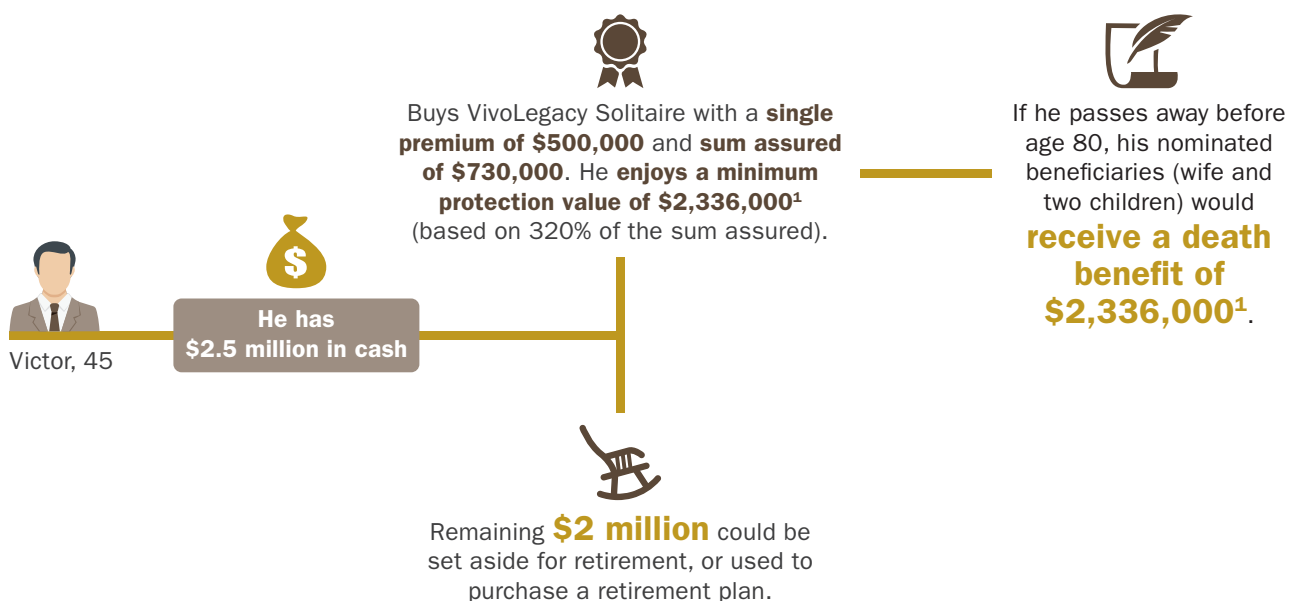 Victor, 45
He has
$2.5 million in cash
Buys VivoLegacy Solitaire with a single
premium of $500,000 and sum assured
of $730,000. He enjoys a minimum
protection value of $2,336,000¹
(based on 320% of the sum assured).
If he passes away before
age 80, his nominated
beneficiaries (wife and
two children) would
receive a death
benefit of
$2,336,000¹.
Remaining $2 million could be
set aside for retirement, or used to
purchase a retirement plan.
$